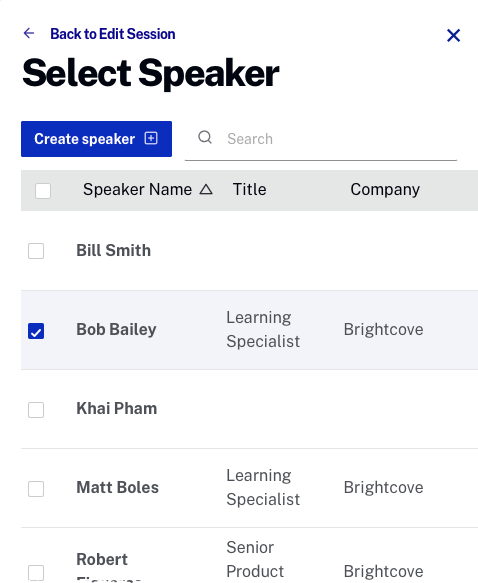 Back to Edit Session
Select Speaker
Create speaker
Search
Speaker Name Title Company
Bill Smith
Bob Bailey Learning Specialist Brightcove
Khai Pham
Matt Boles Learning Specialist Brightcove
Robert Senior Product Brightcove